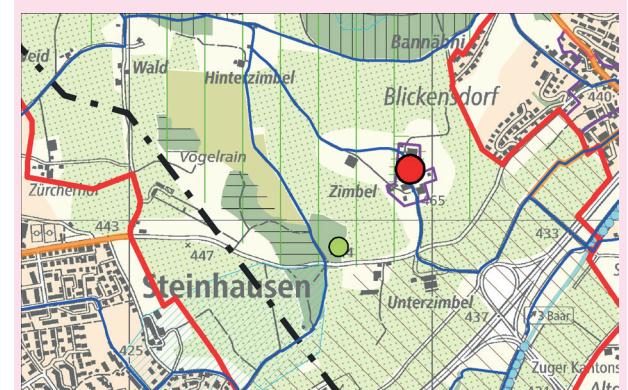 Bannäbni
Wald
Hinterzimbel
Blickensdorf
440
Vogelrain
Zimbel
465
Zürcherhof
443
447
433
Steinhausen
Unterzimbel
437
3 Baar
425
Zuger Kantons